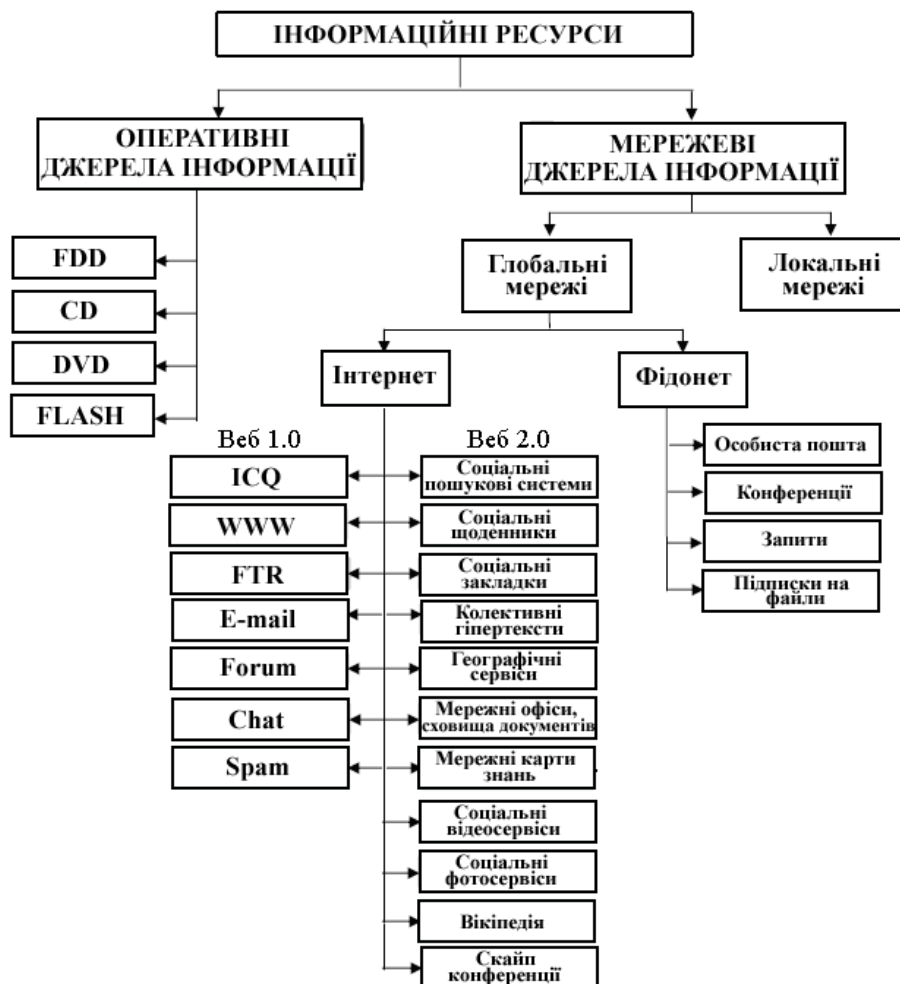 ІНФОРМАЦІЙНІ РЕСУРСИ
ОПЕРАТИВНІ
ДЖЕРЕЛА ІНФОРМАЦІЇ
МЕРЕЖЕВІ
ДЖЕРЕЛА ІНФОРМАЦІЇ
FDD
CD
DVD
FLASH
Глобальні
мережі
Локальні
мережі
Інтернет
Фідонет
Веб 1.0
ICQ
WWW
FTR
E-mail
Forum
Chat
Spam
Веб 2.0
Соціальні
пошукові системи
Соціальні
щоденники
Соціальні
закладки
Колективні
гіпертексти
Географічні
сервіси
Мережні офіси,
сховища документів
Мережні карти
знань
Соціальні
відеосервіси
Соціальні
фотосервіси
Вікіпедія
Скайп
конференції
Особиста пошта
Конференції
Запити
Підписки на
файли